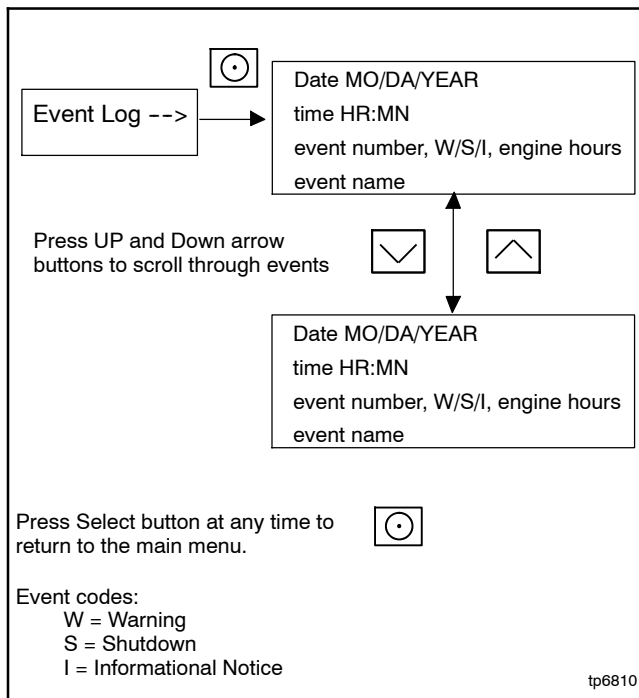 Event Log -->
Date MO/DA/YEAR
time HR:MN
event number, W/S/I, engine hours
event name
Press UP and Down arrow
buttons to scroll through events
Date MO/DA/YEAR
time HR:MN
event number, W/S/I, engine hours
event name
Press Select button at any time to
return to the main menu.
Event codes:
W = Warning
S = Shutdown
I = Informational Notice
tp6810